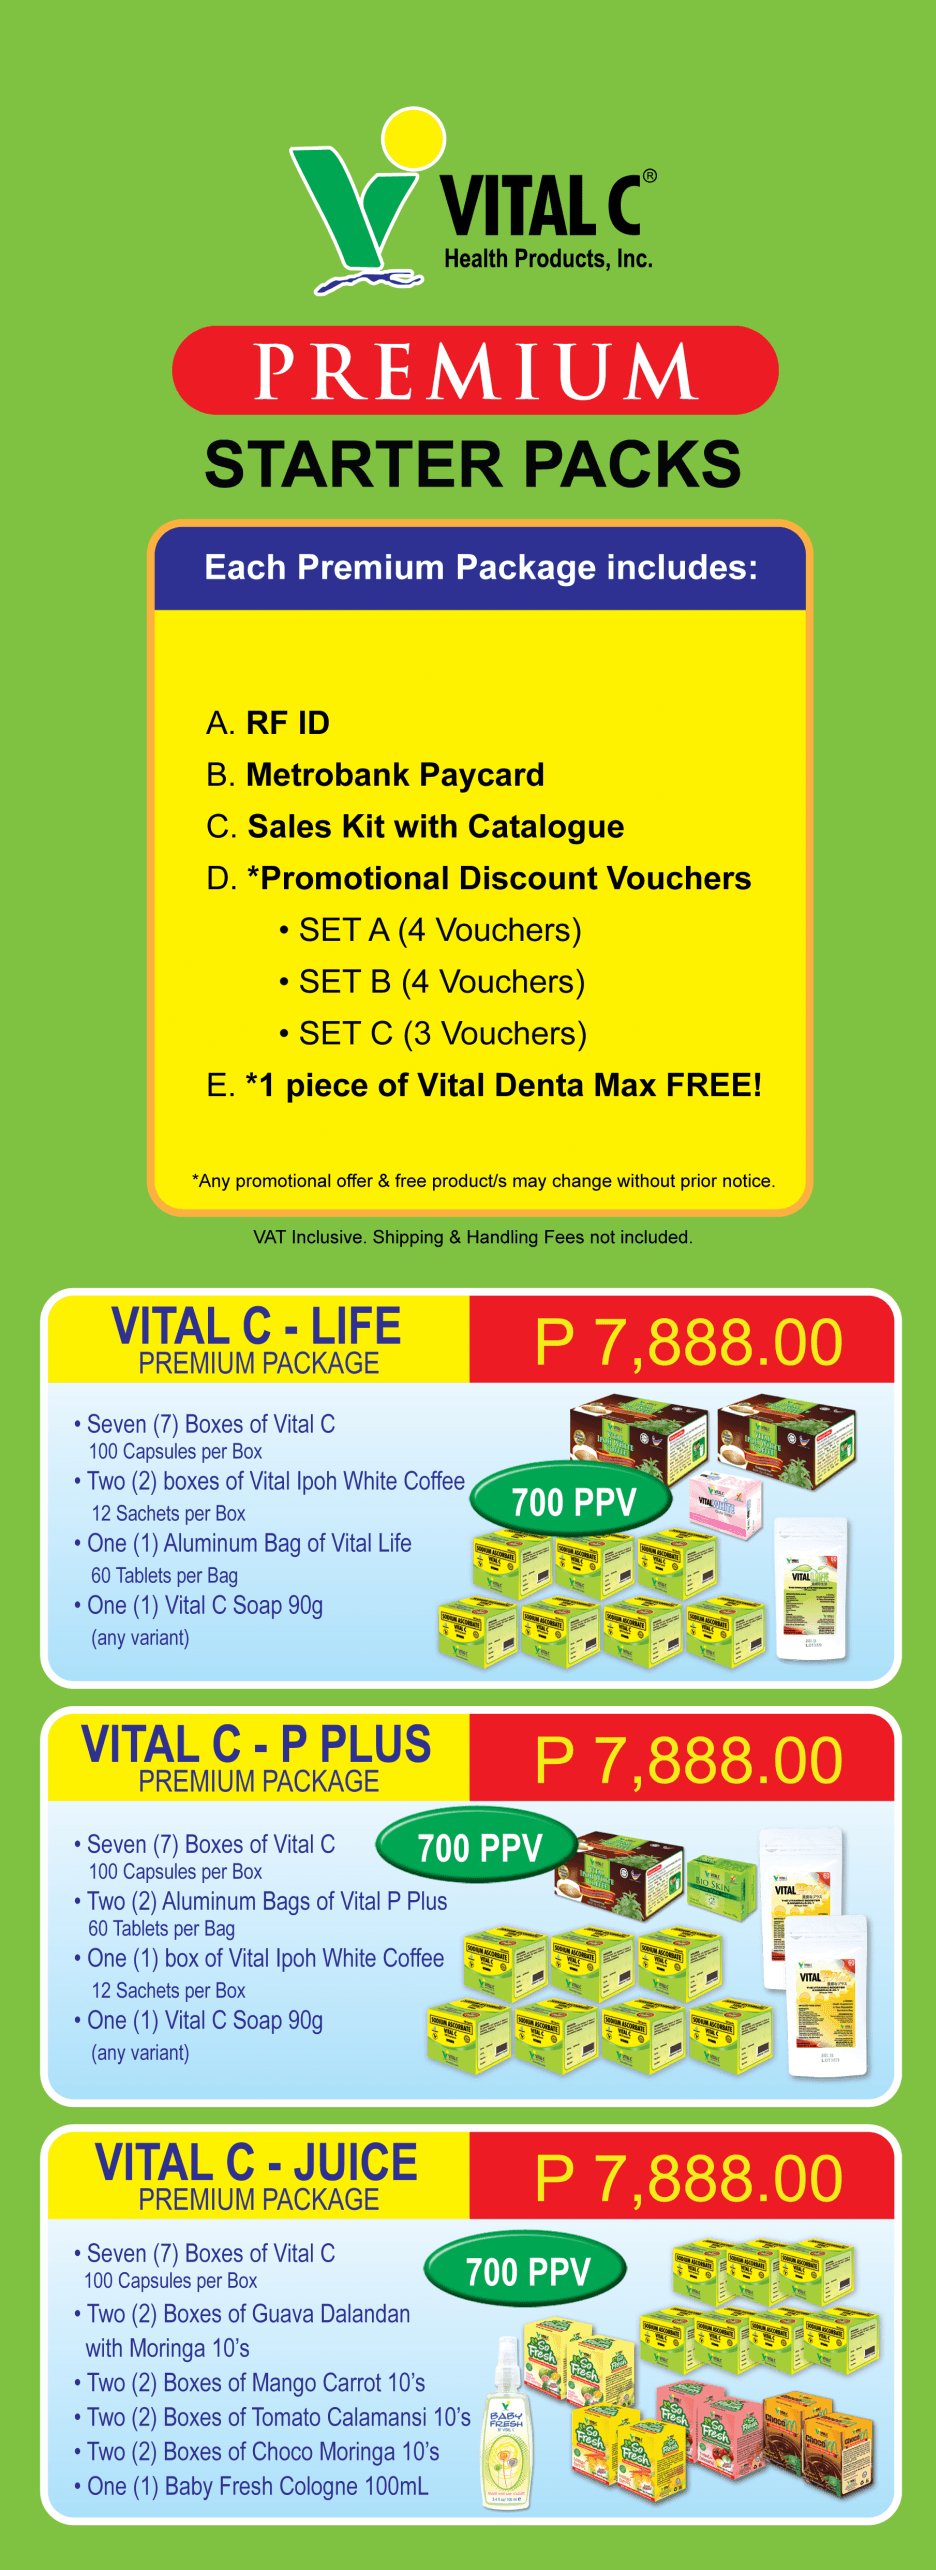 VITAL C®
Health Products, Inc.
PREMIUM
STARTER PACKS
Each Premium Package includes:
A. RF ID
B. Metrobank Paycard
C. Sales Kit with Catalogue
D. *Promotional Discount Vouchers
• SET A (4 Vouchers)
• SET B (4 Vouchers)
• SET C (3 Vouchers)
E. *1 piece of Vital Denta Max FREE!
*Any promotional offer & free product/s may change without prior notice.
VAT Inclusive. Shipping & Handling Fees not included.
VITAL C - LIFE
PREMIUM PACKAGE
P 7,888.00
• Seven (7) Boxes of Vital C
100 Capsules per Box
• Two (2) boxes of Vital Ipoh White Coffee
12 Sachets per Box
• One (1) Aluminum Bag of Vital Life
60 Tablets per Bag
• One (1) Vital C Soap 90g
(any variant)
700 PPV
VITAL C - P PLUS
PREMIUM PACKAGE
P 7,888.00
• Seven (7) Boxes of Vital C
100 Capsules per Box
• Two (2) Aluminum Bags of Vital P Plus
60 Tablets per Bag
• One (1) box of Vital Ipoh White Coffee
12 Sachets per Box
• One (1) Vital C Soap 90g
(any variant)
700 PPV
BIO SKIN
VITAL
VITAL
VITAL C - JUICE
PREMIUM PACKAGE
P 7,888.00
• Seven (7) Boxes of Vital C
100 Capsules per Box
• Two (2) Boxes of Guava Dalandan
with Moringa 10's
• Two (2) Boxes of Mango Carrot 10's
• Two (2) Boxes of Tomato Calamansi 10's
• Two (2) Boxes of Choco Moringa 10's
• One (1) Baby Fresh Cologne 100mL
700 PPV
BABY
FRESH
So
Fresh